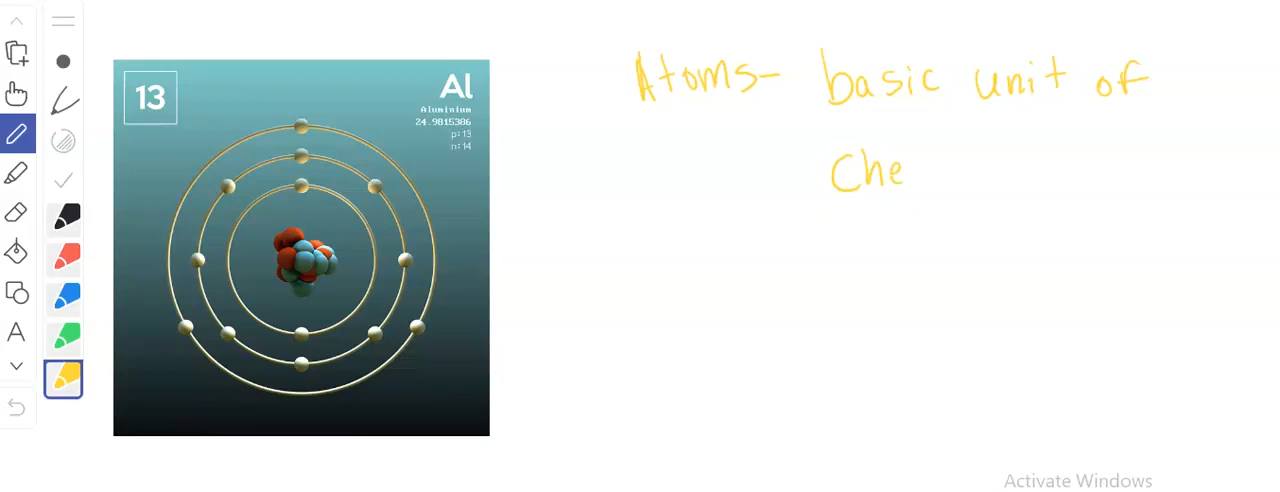 13
Al
Aluminium
24.9815386
p:13
n:14
Atoms- basic unit of
Che
A
Activate Windows